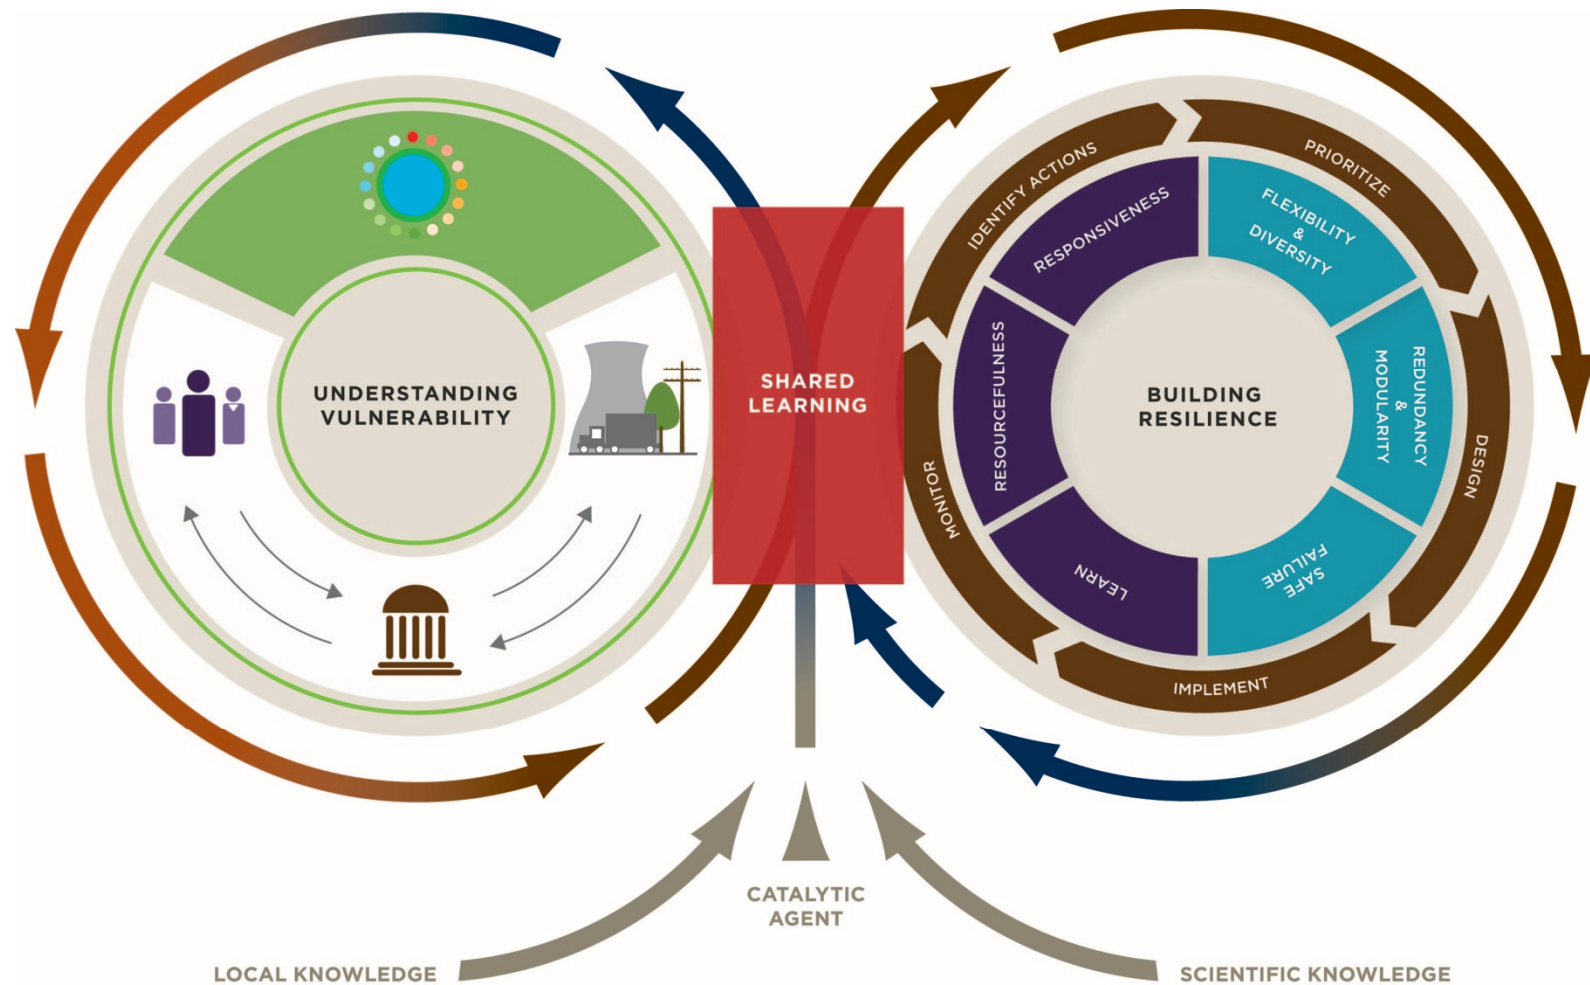 UNDERSTANDING
VULNERABILITY
SHARED
LEARNING
BUILDING
RESILIENCE
IDENTIFY ACTIONS
PRIORITIZE
DESIGN
IMPLEMENT
MONITOR
RESPONSIVENESS
FLEXIBILITY
&
DIVERSITY
REDUNDANCY
&
MODULARITY
SAFE
FAILURE
LEARN
RESOURCEFULNESS
CATALYTIC
AGENT
LOCAL KNOWLEDGE
SCIENTIFIC KNOWLEDGE